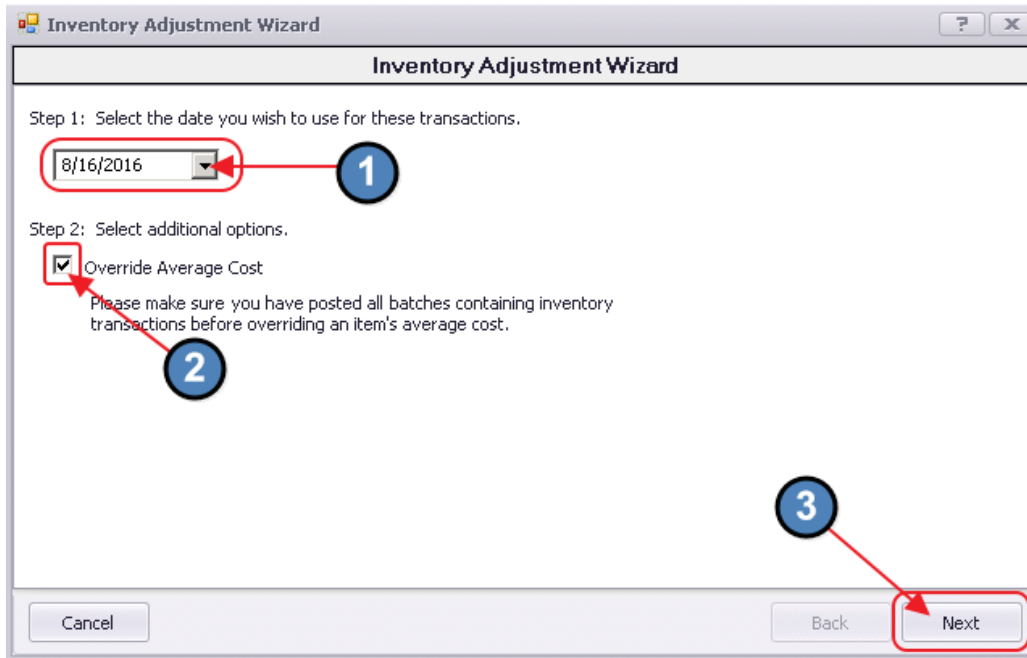 Inventory Adjustment Wizard
? X
Inventory Adjustment Wizard
Step 1: Select the date you wish to use for these transactions.
8/16/2016
1
Step 2: Select additional options.
Override Average Cost
Please make sure you have posted all batches containing inventory
transactions before overriding an item's average cost.
2
3
Cancel
Back
Next